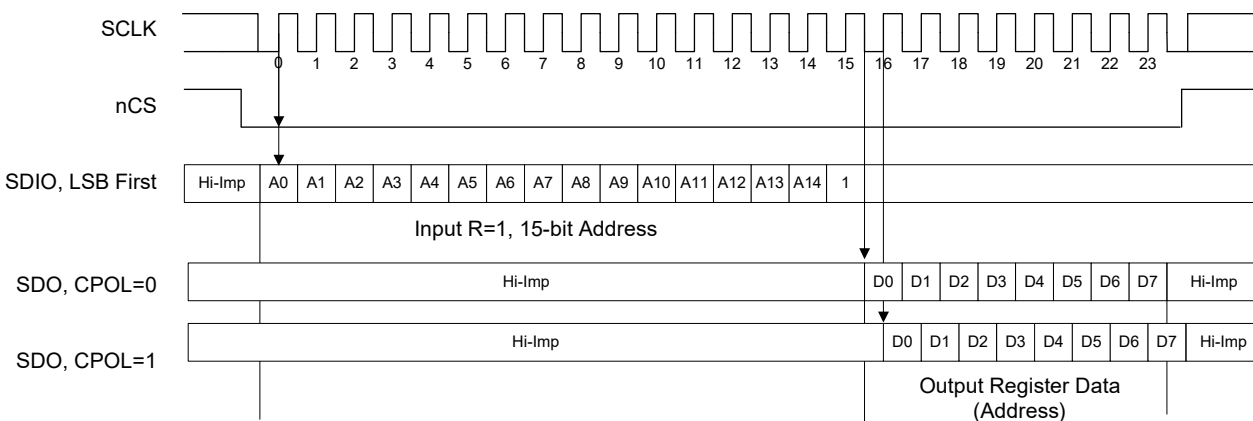 SCLK
0 1 2 3 4 5 6 7 8 9 10 11 12 13 14 15 16 17 18 19 20 21 22 23
nCS
SDIO, LSB First Hi-Imp A0 A1 A2 A3 A4 A5 A6 A7 A8 A9 A10 A11 A12 A13 A14 1
Input R=1, 15-bit Address
SDO, CPOL=0 Hi-Imp D0 D1 D2 D3 D4 D5 D6 D7 Hi-Imp
SDO, CPOL=1 Hi-Imp D0 D1 D2 D3 D4 D5 D6 D7 Hi-Imp
Output Register Data
(Address)